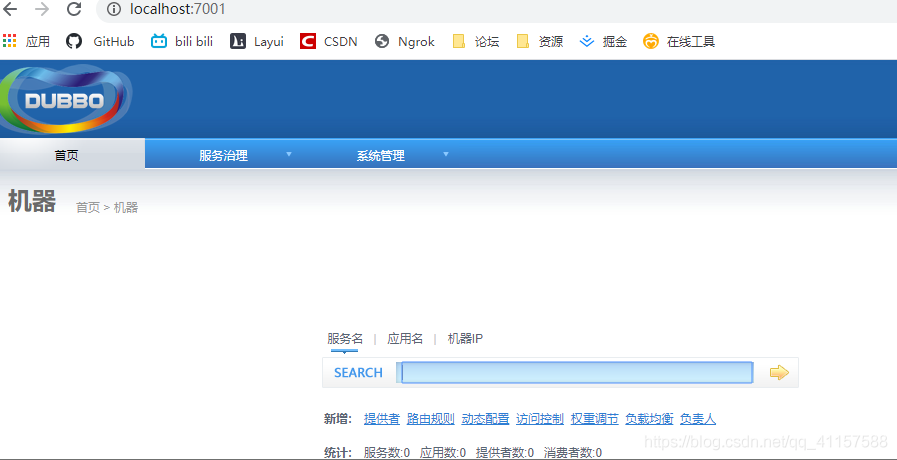 localhost:7001
应用 GitHub bili bili Layui CSDN Ngrok 论坛 资源 掘金 在线工具
DUBBO
首页 服务治理 系统管理
机器 首页 > 机器
服务名 | 应用名 | 机器IP
SEARCH
新增: 提供者 路由规则 动态配置 访问控制 权重调节 负载均衡 负责人
统计: 服务数:0 应用数:0 提供者数:0 消费者数:0
https://blog.csdn.net/qq_41157588